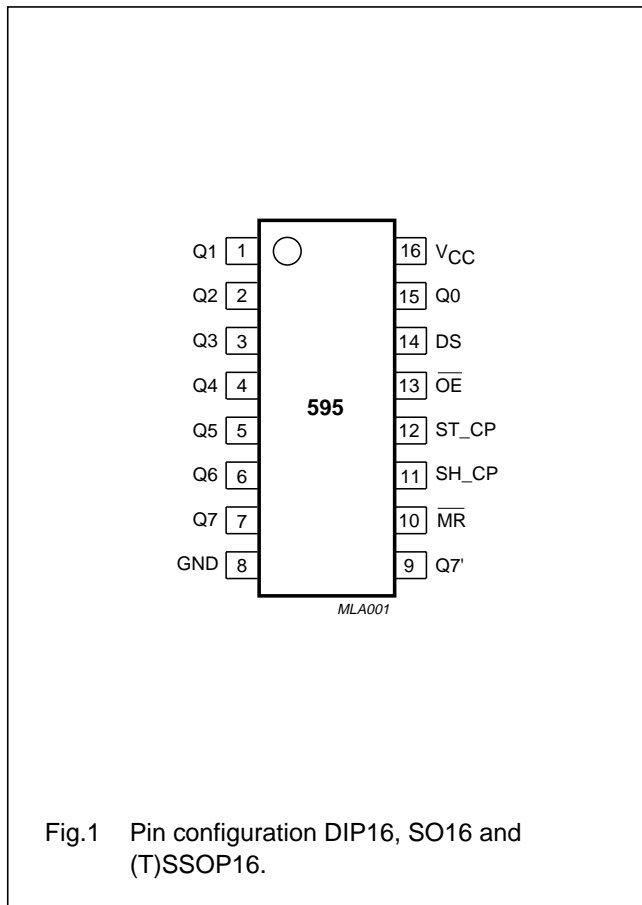 Q1 1 16 VCC
Q2 2 15 Q0
Q3 3 14 DS
Q4 4 13 O̅E̅
595
Q5 5 12 ST_CP
Q6 6 11 SH_CP
Q7 7 10 M̅R̅
GND 8 9 Q7'
MLA001
Fig.1 Pin configuration DIP16, SO16 and
(T)SSOP16.